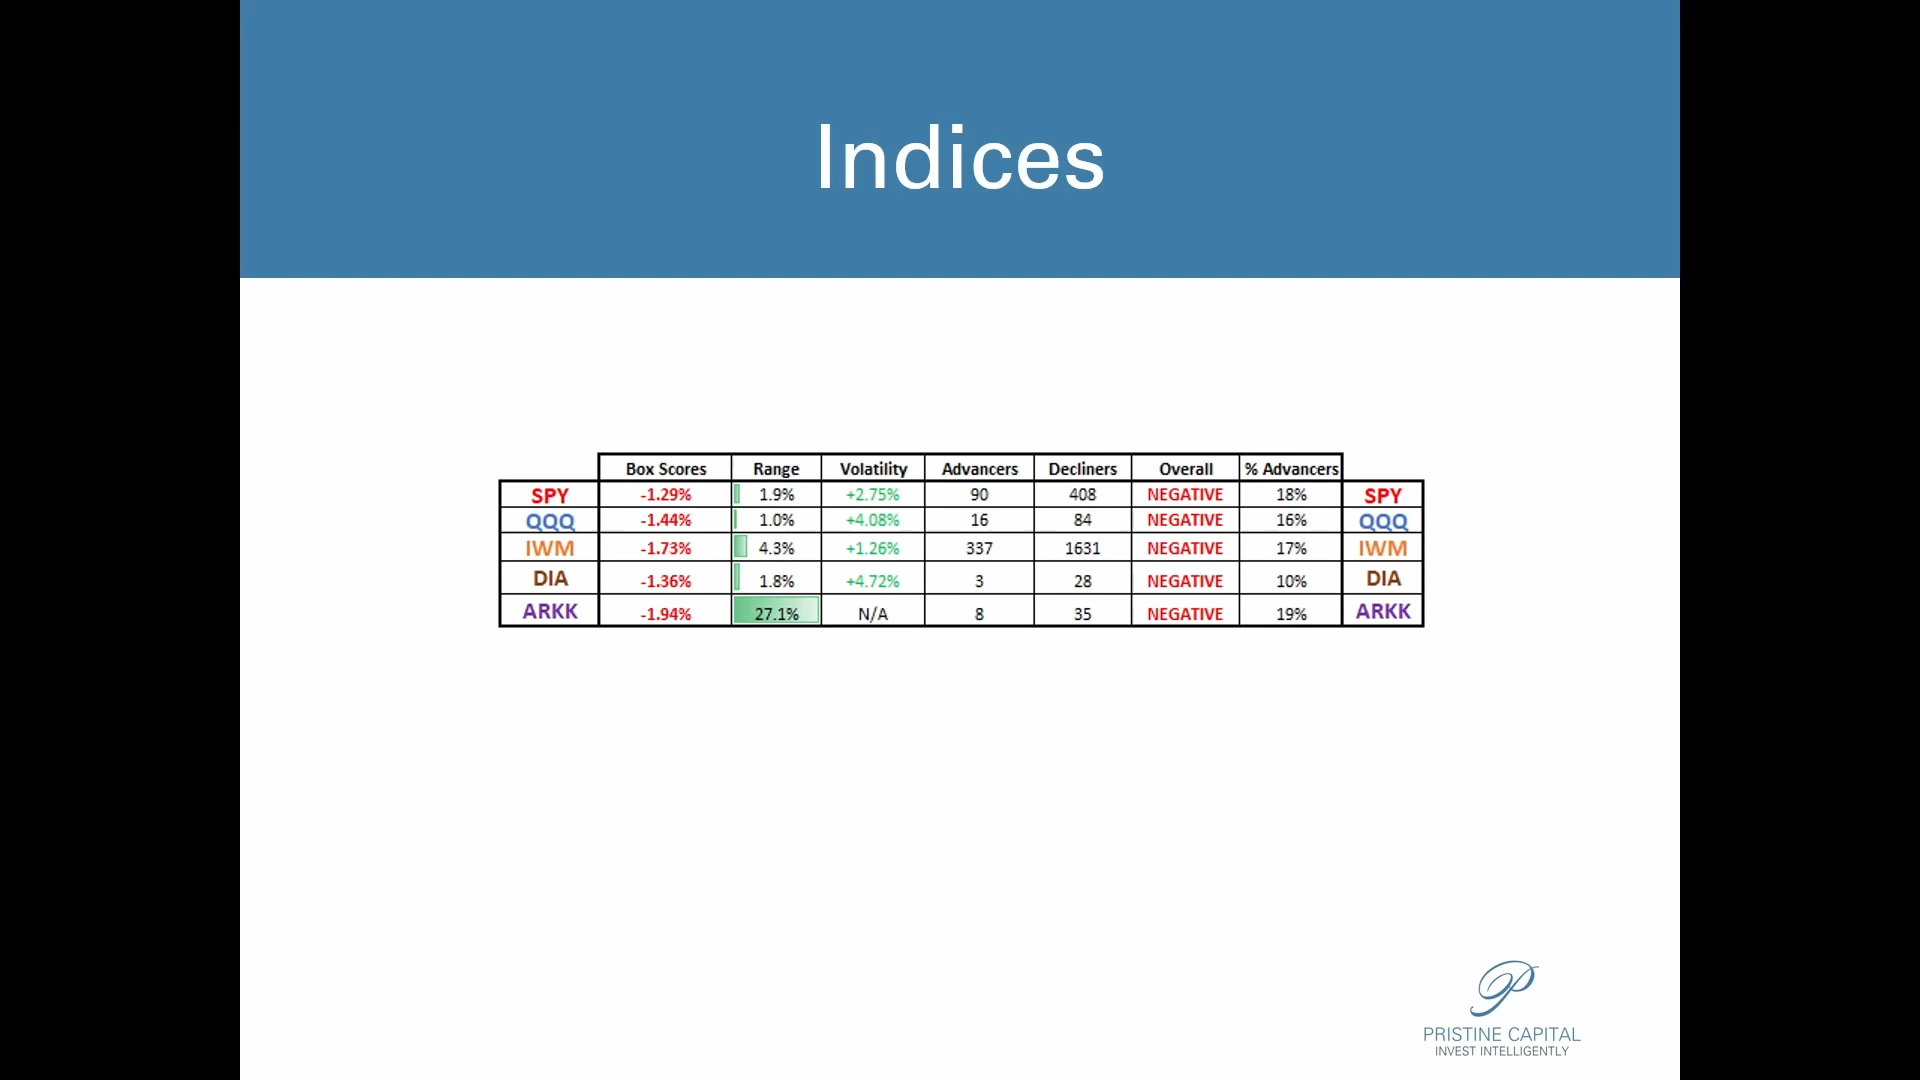 Indices
Box Scores Range Volatility Advancers Decliners Overall % Advancers
SPY -1.29% 1.9% +2.75% 90 408 NEGATIVE 18% SPY
QQQ -1.44% 1.0% +4.08% 16 84 NEGATIVE 16% QQQ
IWM -1.73% 4.3% +1.26% 337 1631 NEGATIVE 17% IWM
DIA -1.36% 1.8% +4.72% 3 28 NEGATIVE 10% DIA
ARKK -1.94% 27.1% N/A 8 35 NEGATIVE 19% ARKK
P
PRISTINE CAPITAL
INVEST INTELLIGENTLY